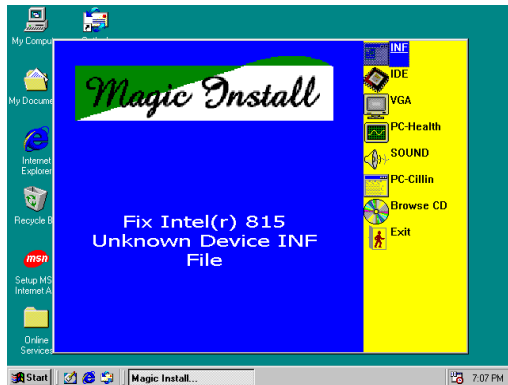 My Compu
My Docume
Internet
Explorer
Recycle B
msn
Setup MS
Internet A
Online
Services
Magic Install
Fix Intel(r) 815
Unknown Device INF
File
INF
IDE
VGA
PC-Health
SOUND
PC-Cillin
Browse CD
Exit
Start
Magic Install...
7:07 PM